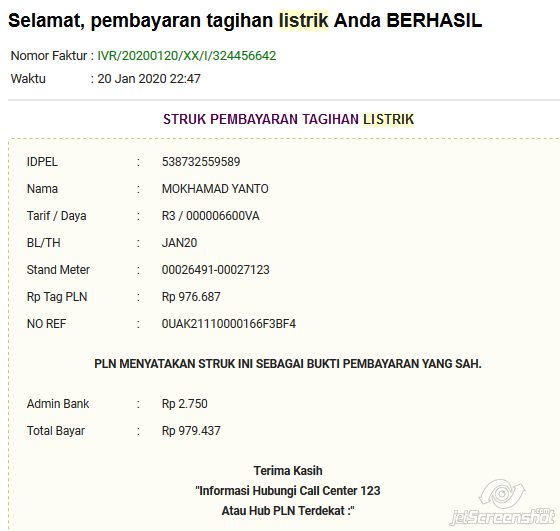 Selamat, pembayaran tagihan listrik Anda BERHASIL
Nomor Faktur : IVR/20200120/XX/I/324456642
Waktu : 20 Jan 2020 22:47
STRUK PEMBAYARAN TAGIHAN LISTRIK
IDPEL : 538732559589
Nama : MOKHAMAD YANTO
Tarif / Daya : R3 / 000006600VA
BL/TH : JAN20
Stand Meter : 00026491-00027123
Rp Tag PLN : Rp 976.687
NO REF : 0UAK21110000166F3BF4
PLN MENYATAKAN STRUK INI SEBAGAI BUKTI PEMBAYARAN YANG SAH.
Admin Bank : Rp 2.750
Total Bayar : Rp 979.437
Terima Kasih
"Informasi Hubungi Call Center 123
Atau Hub PLN Terdekat :"
jetScreenshot.com